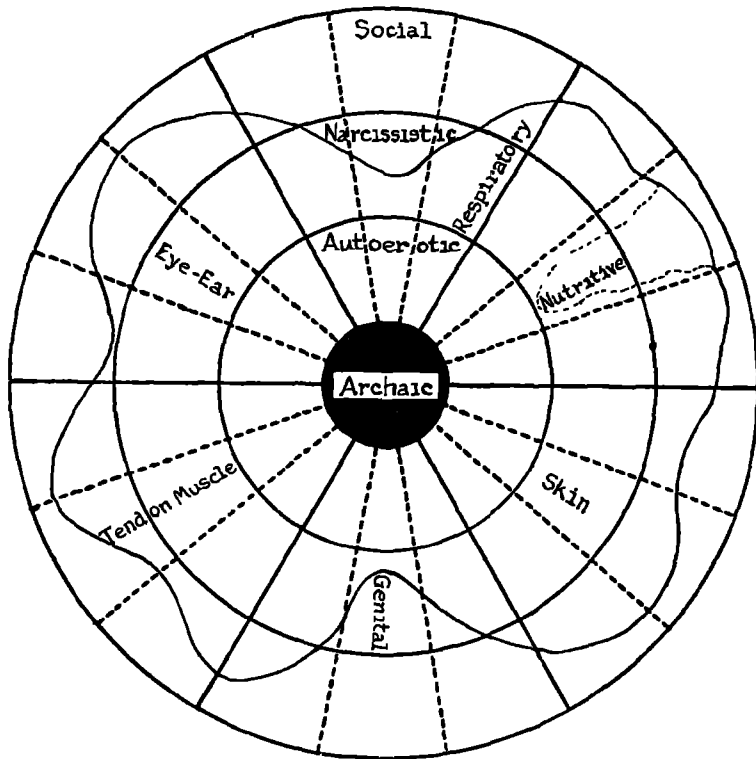 Social
Narcissistic
Respiratory
Autoerotic
Eye-Ear
Nutritive
Archaic
Tendon Muscle
Skin
Genital